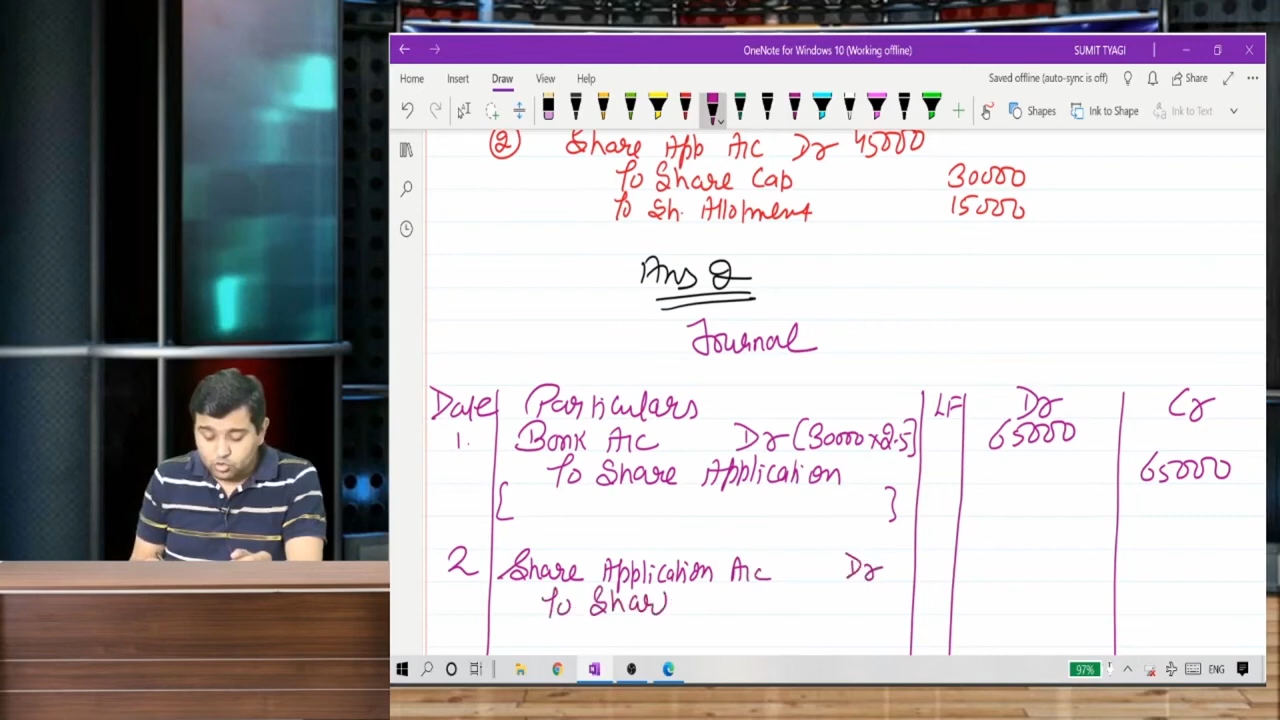 OneNote for Windows 10 (Working offline)
SUMIT TYAGI
Home Insert Draw View Help
Saved offline (auto-sync is off)
Share
Shapes
Ink to Shape
Ink to Text
② Share App A/c Dr 45000
To Share Cap 30000
To Sh. Allotment 15000
Ans 2
Journal
Date Particulars LF Dr Cr
1. Bank A/c Dr [30000×2.5] 65000
To Share Application 65000
[ ]
2 Share Application A/c Dr
To Shar
97%
ENG